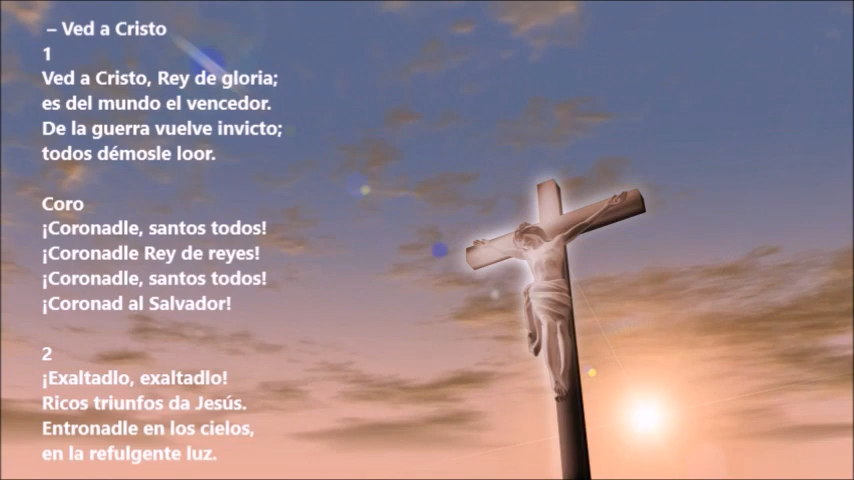 – Ved a Cristo
1
Ved a Cristo, Rey de gloria;
es del mundo el vencedor.
De la guerra vuelve invicto;
todos démosle loor.
Coro
¡Coronadle, santos todos!
¡Coronadle Rey de reyes!
¡Coronadle, santos todos!
¡Coronad al Salvador!
2
¡Exaltadlo, exaltadlo!
Ricos triunfos da Jesús.
Entronadle en los cielos,
en la refulgente luz.